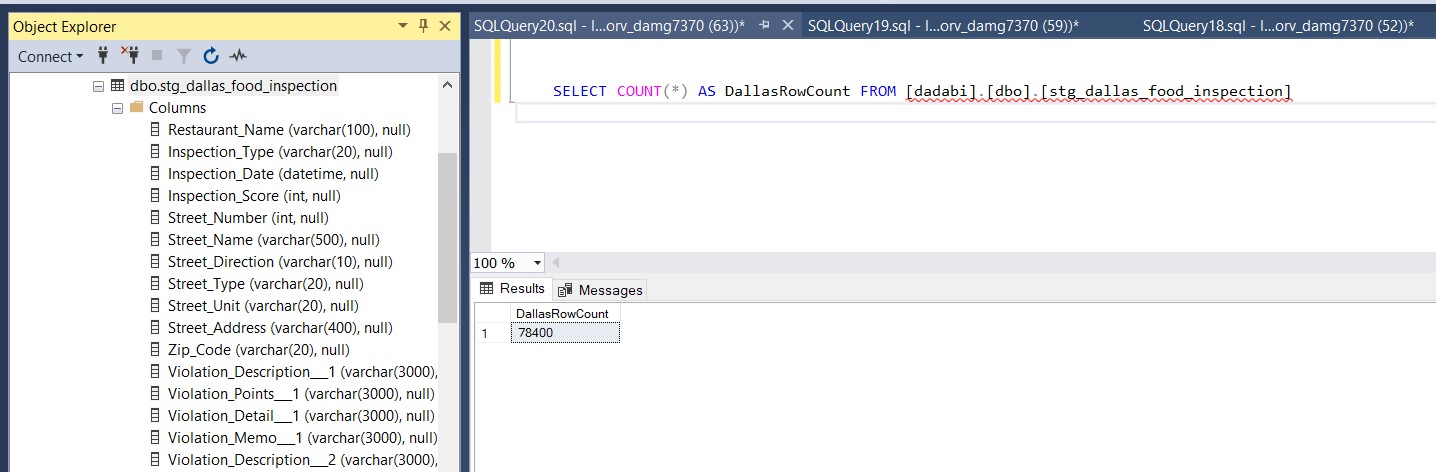 Object Explorer
Connect
dbo.stg_dallas_food_inspection
Columns
Restaurant_Name (varchar(100), null)
Inspection_Type (varchar(20), null)
Inspection_Date (datetime, null)
Inspection_Score (int, null)
Street_Number (int, null)
Street_Name (varchar(500), null)
Street_Direction (varchar(10), null)
Street_Type (varchar(20), null)
Street_Unit (varchar(20), null)
Street_Address (varchar(400), null)
Zip_Code (varchar(20), null)
Violation_Description___1 (varchar(3000),
Violation_Points___1 (varchar(3000), null)
Violation_Detail___1 (varchar(3000), null)
Violation_Memo___1 (varchar(3000), null)
Violation_Description___2 (varchar(3000),
SQLQuery20.sql - l...orv_damg7370 (63))*
SQLQuery19.sql - l...orv_damg7370 (59))*
SQLQuery18.sql - l...orv_damg7370 (52))*
SELECT COUNT(*) AS DallasRowCount FROM [dadabi].[dbo].[stg_dallas_food_inspection]
100 %
Results
Messages
DallasRowCount
1 78400